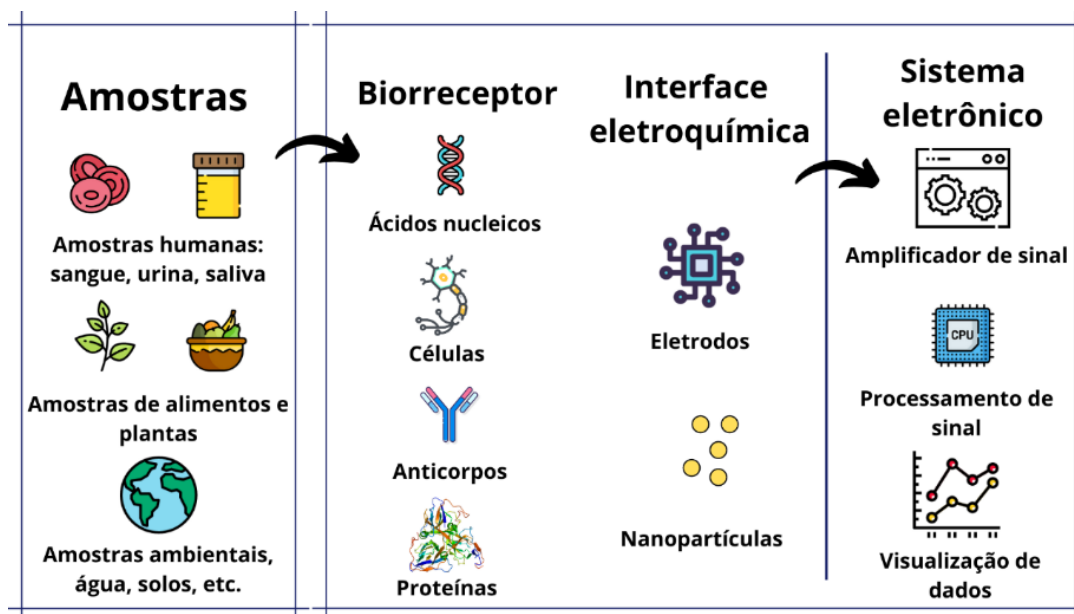 Amostras
Amostras humanas:
sangue, urina, saliva
Amostras de alimentos e
plantas
Amostras ambientais,
água, solos, etc.
Biorreceptor
Ácidos nucleicos
Células
Anticorpos
Proteínas
Interface
eletroquímica
Eletrodos
Nanopartículas
Sistema
eletrônico
Amplificador de sinal
CPU
Processamento de
sinal
Visualização de
dados